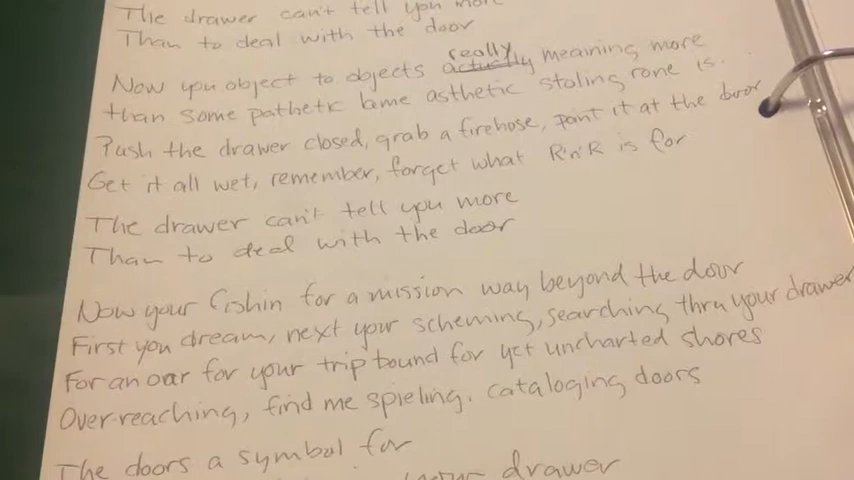 The drawer can't tell you more
Than to deal with the door
Now you object to objects really actually meaning more
than some pathetic lame asthetic stoling rone is.
Push the drawer closed, grab a firehose, point it at the door
Get it all wet, remember, forget what R'n'R is for
The drawer can't tell you more
Than to deal with the door
Now your fishin for a mission way beyond the door
First you dream, next your scheming, searching thru your drawer
For an oar for your trip bound for yet uncharted shores
Over-reaching, find me spieling, cataloging doors
The doors a symbol for
your drawer